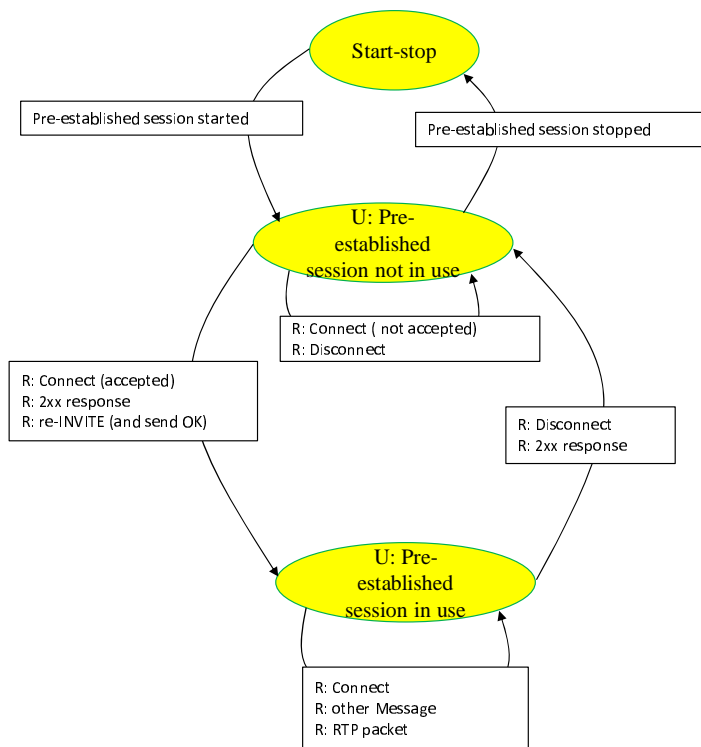 Start-stop
Pre-established session started
Pre-established session stopped
U: Pre-
established
session not in use
R: Connect ( not accepted)
R: Disconnect
R: Connect (accepted)
R: 2xx response
R: re-INVITE (and send OK)
R: Disconnect
R: 2xx response
U: Pre-
established
session in use
R: Connect
R: other Message
R: RTP packet